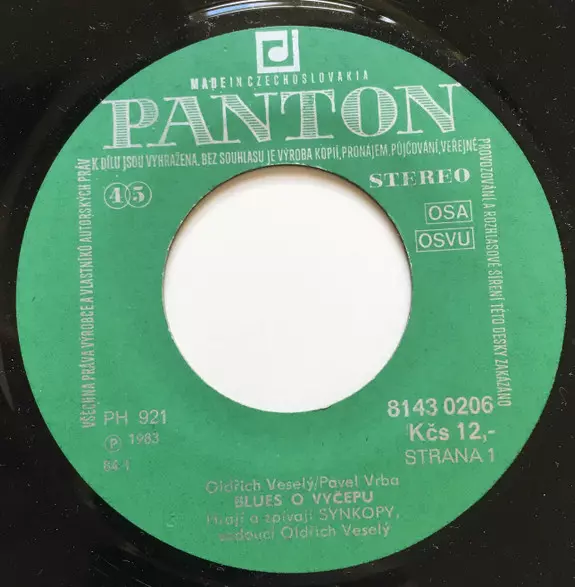 MADE IN CZECHOSLOVAKIA
PANTON
VŠECHNA PRÁVA VÝROBCE A VLASTNÍKŮ AUTORSKÝCH PRÁV
K DÍLU JSOU VYHRAŽENA. BEZ SOUHLASU JE VÝROBA KOPIÍ, PRONÁJEM, PŮJČOVÁNÍ, VEŘEJNÉ
PROVOZOVÁNÍ A ROZHLASOVÉ ŠÍŘENÍ TÉTO DESKY ZAKÁZÁNO
STEREO
45
OSA
OSVU
PH 921
Ⓟ 1983
84-1
8143 0206
Kčs 12,-
STRANA 1
Oldřich Veselý/Pavel Vrba
BLUES O VÝČEPU
Hrají a zpívají SYNKOPY,
vedoucí Oldřich Veselý